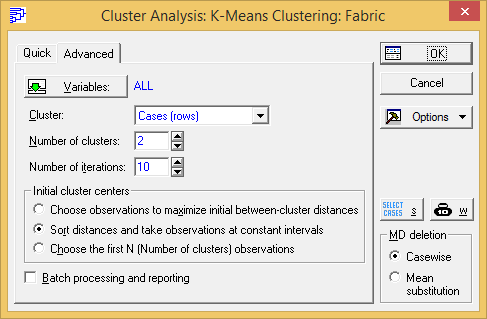 Cluster Analysis: K-Means Clustering: Fabric
Quick Advanced
Variables: ALL
Cluster: Cases (rows)
Number of clusters: 2
Number of iterations: 10
Initial cluster centers
Choose observations to maximize initial between-cluster distances
Sort distances and take observations at constant intervals
Choose the first N (Number of clusters) observations
Batch processing and reporting
OK
Cancel
Options
SELECT
CASES S W
MD deletion
Casewise
Mean
substitution